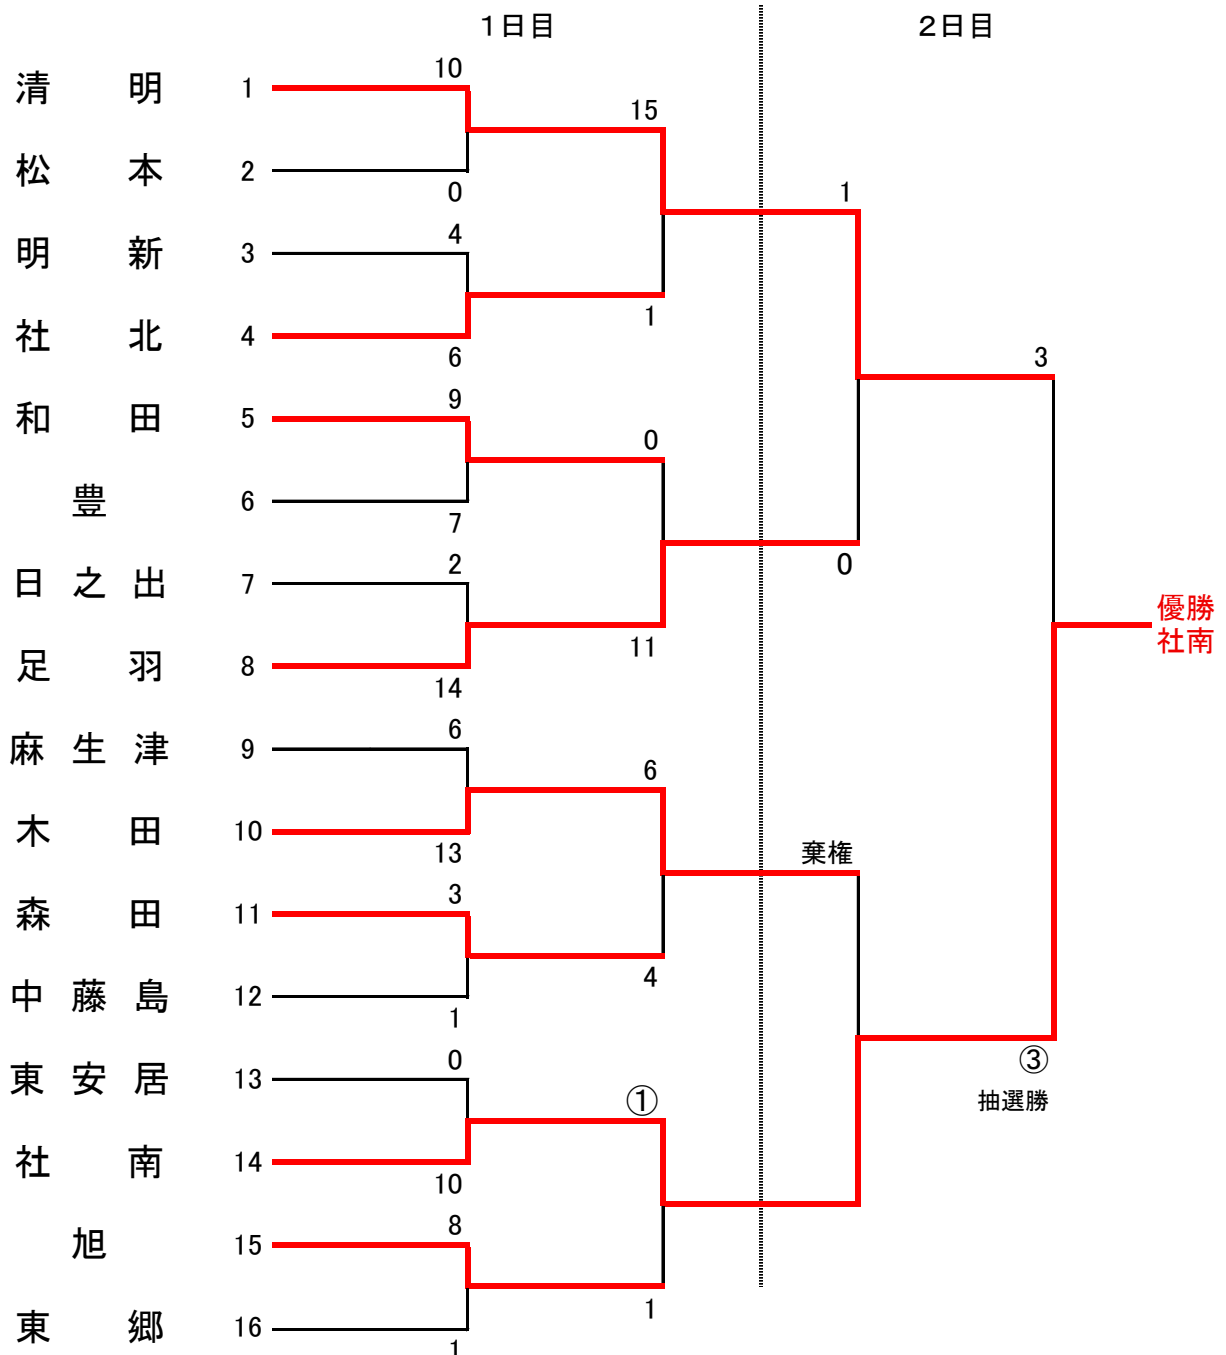 1日目 2日目
10
清明 1
15
松本 2
0
1
4
明新 3
1
社北 4
6
3
9
和田 5
0
豊 6
7
0
2
日之出 7
優勝
社南
11
足羽 8
14
6
麻生津 9
6
木田 10
13
棄権
3
森田 11
4
中藤島 12
1
0
③
東安居 13
①
抽選勝
社南 14
10
8
旭 15
1
東郷 16
1